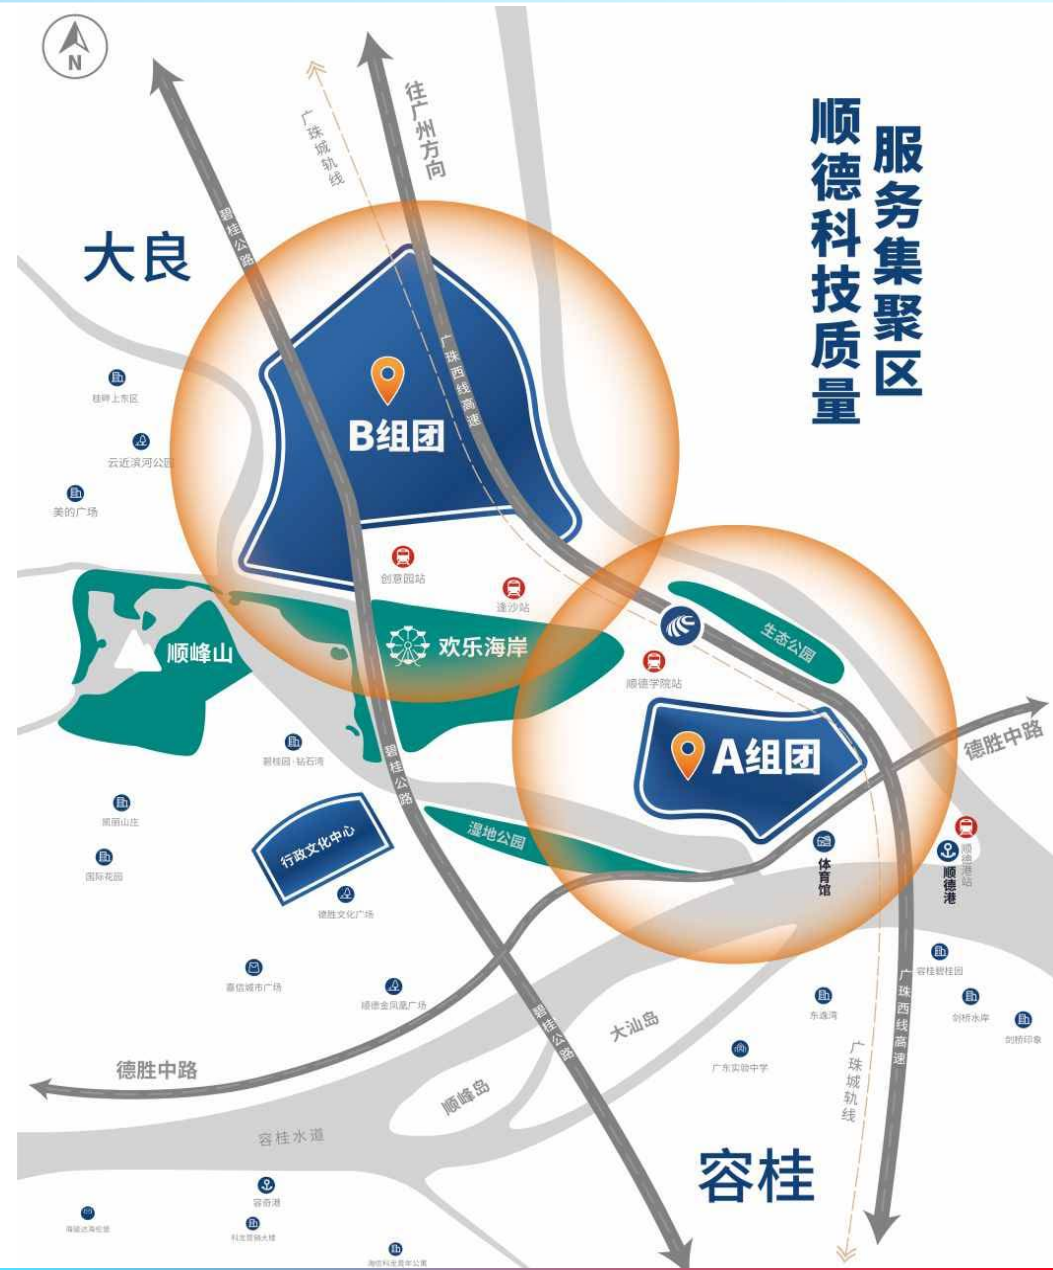 N
往广州方向
广珠城轨线
顺德科技质量
服务集聚区
碧桂公路
大良
广珠西线高速
桂畔上东区
B组团
云近滨河公园
美的广场
创意园站
逢沙站
生态公园
顺峰山
欢乐海岸
顺德学院站
德胜中路
碧桂园·钻石湾
A组团
碧桂公路
湿地公园
行政文化中心
国际花园
体育馆
顺德港
顺德港站
德胜文化广场
嘉信城市广场
顺德金凤凰广场
容桂碧桂园
广珠西线高速
东逸湾
剑桥水岸
剑桥印象
碧桂公路
大汕岛
广珠城轨线
广东实验中学
德胜中路
顺峰岛
容桂水道
容桂
容奇港